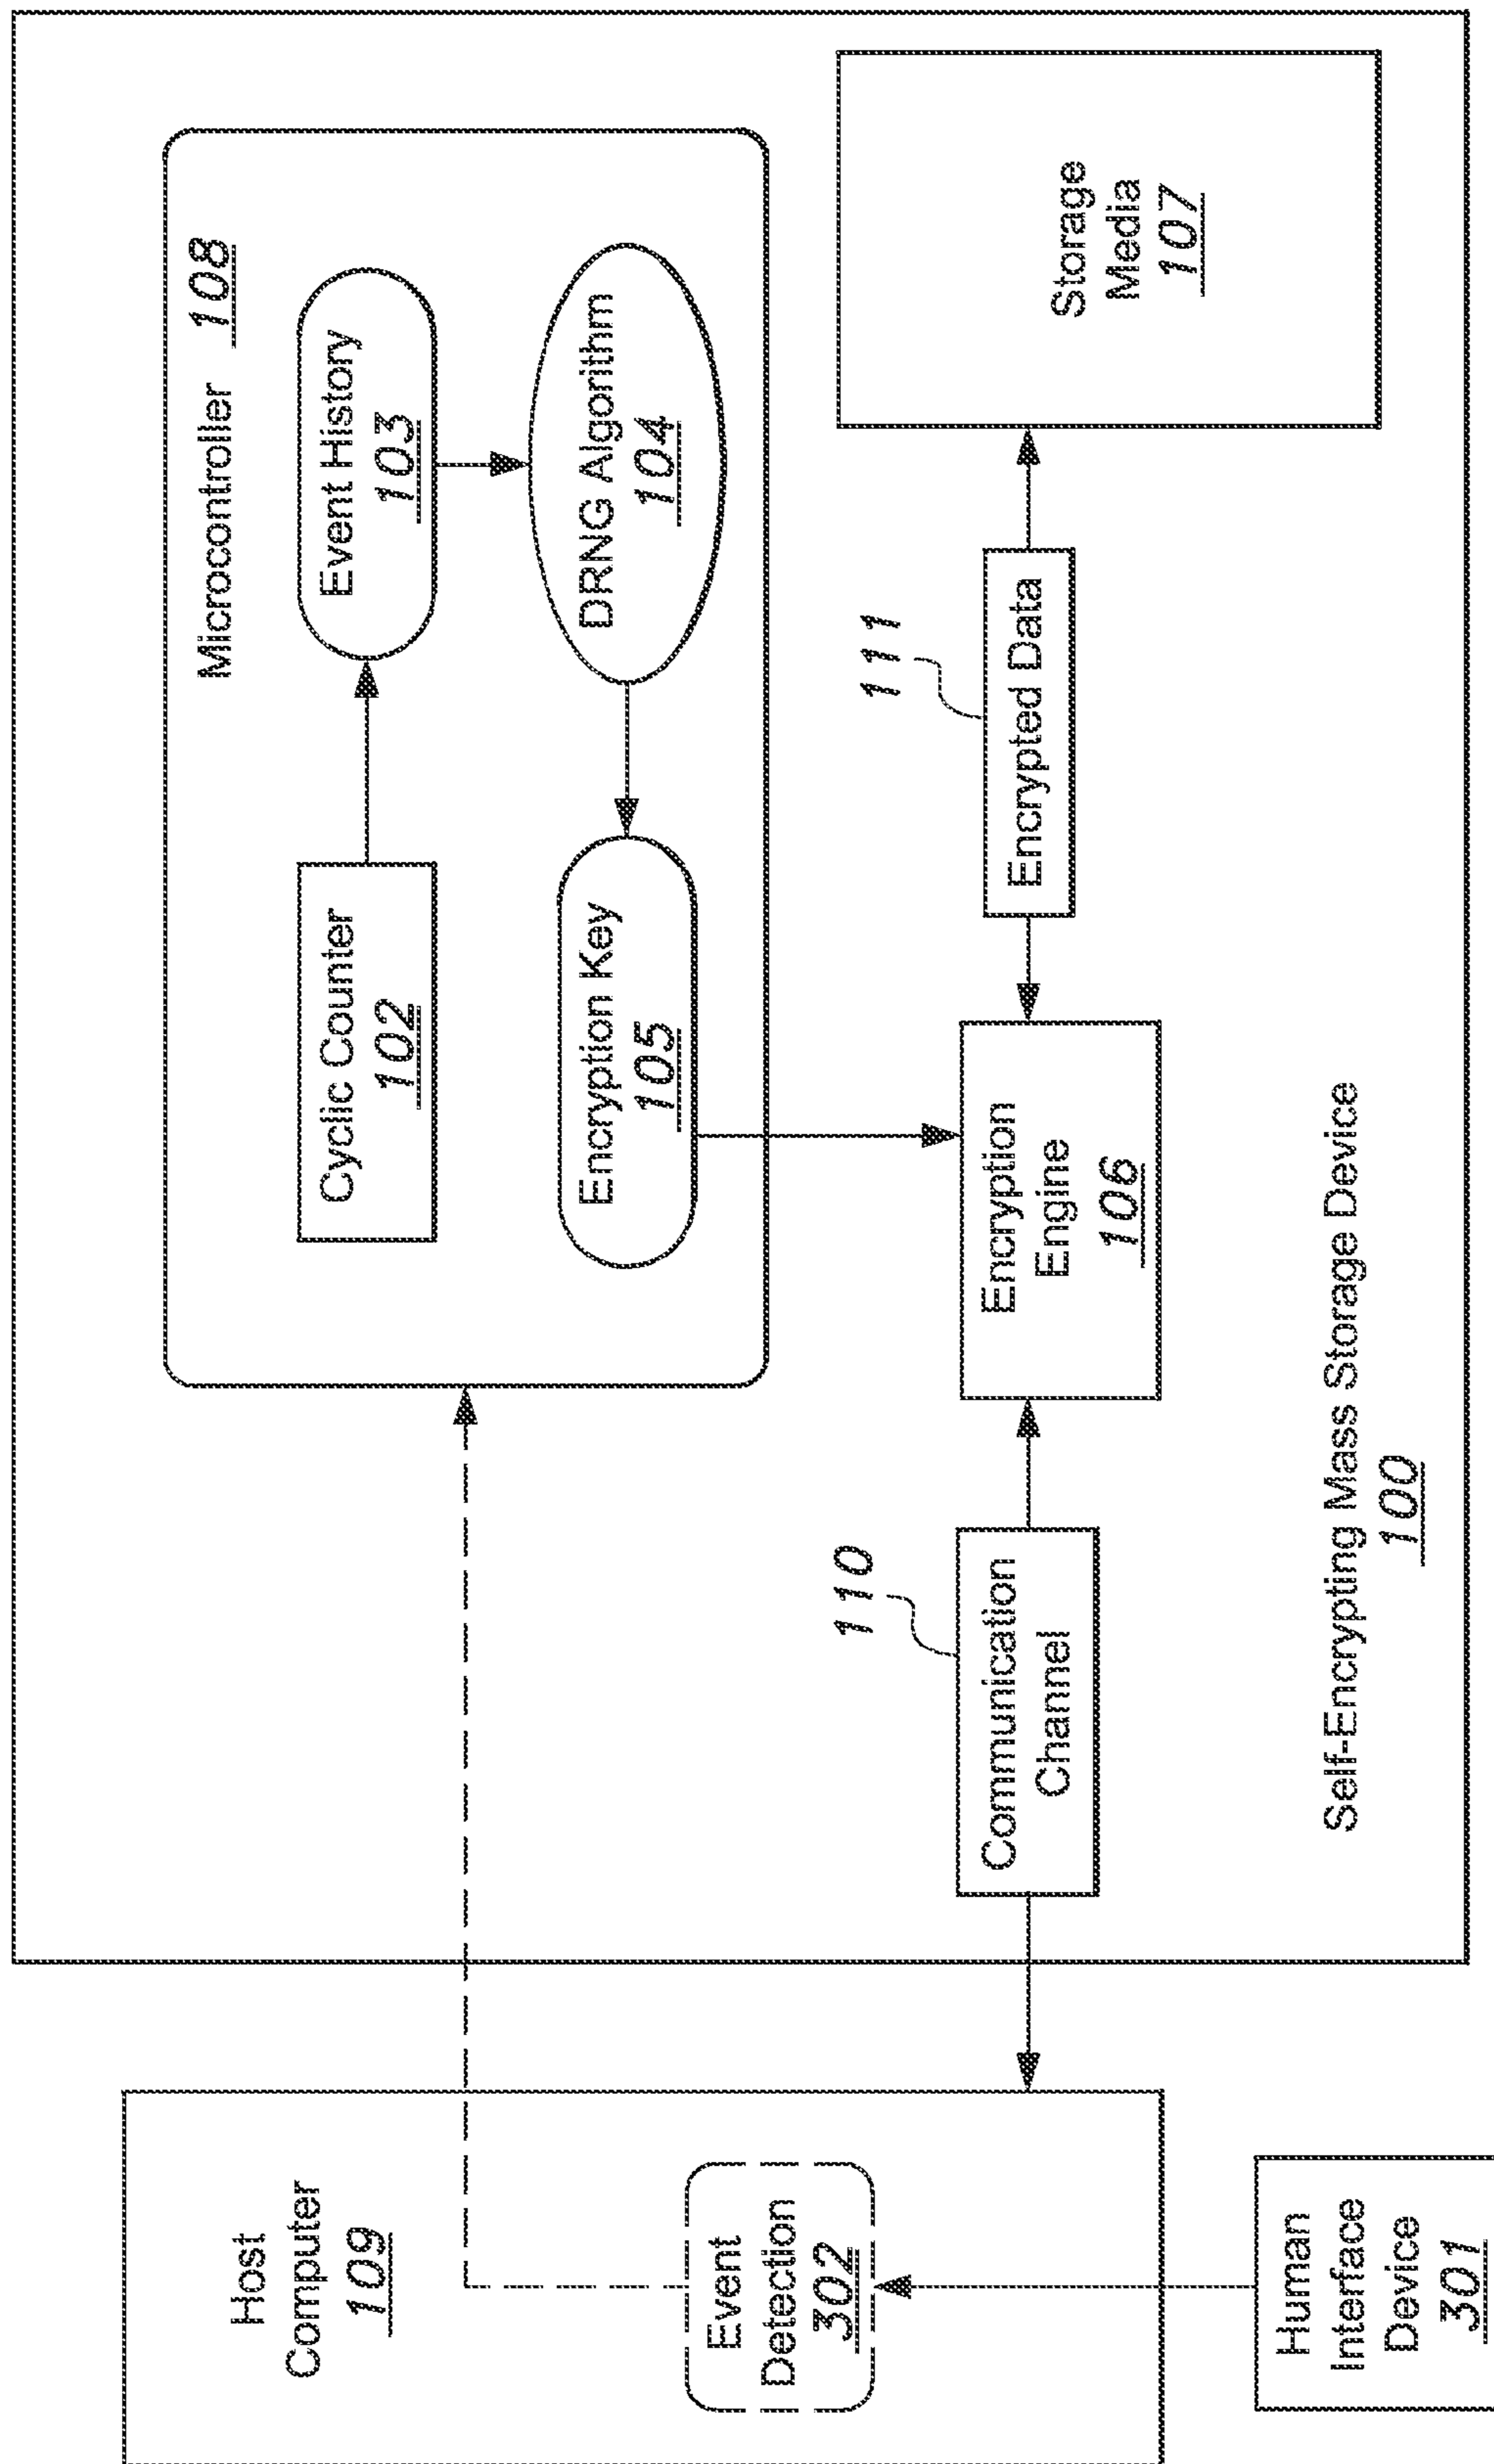 Host
Computer
109
Event
Detection
302
Human
Interface
Device
301
Microcontroller 108
Cyclic Counter
102
Event History
103
Encryption Key
105
DRNG Algorithm
104
110
Communication
Channel
Encryption
Engine
106
111
Encrypted Data
Storage
Media
107
Self-Encrypting Mass Storage Device
100